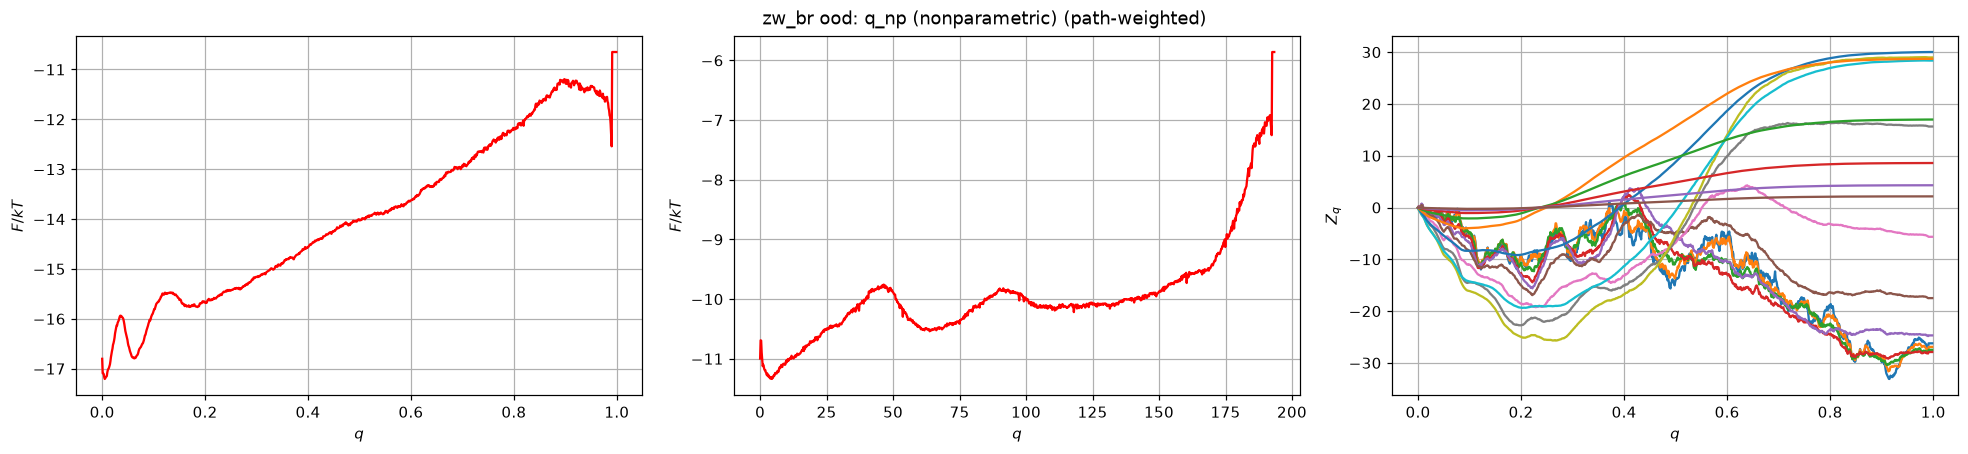 zw_br ood: q_np (nonparametric) (path-weighted)
F/kT
−11
−12
−13
−14
−15
−16
−17
0.0 0.2 0.4 0.6 0.8 1.0
q
F/kT
−6
−7
−8
−9
−10
−11
0 25 50 75 100 125 150 175 200
q
Z_q
30
20
10
0
−10
−20
−30
0.0 0.2 0.4 0.6 0.8 1.0
q